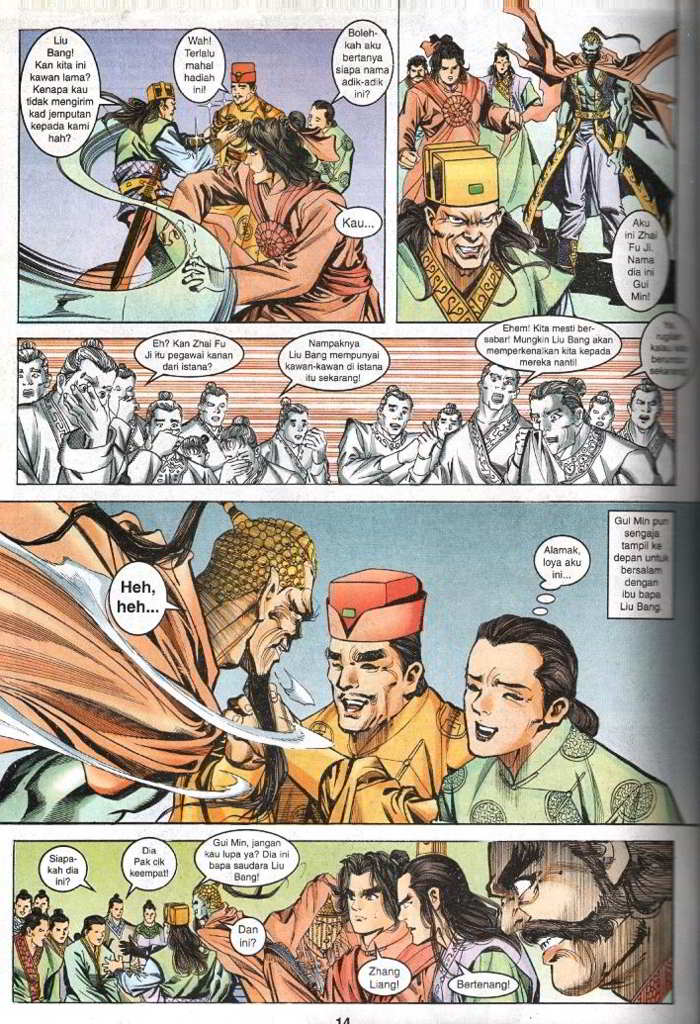 Liu
Bang!
Kan kita ini
kawan lama?
Kenapa kau
tidak mengirim
kad jemputan
kepada kami
hah?
Wah!
Terlalu
mahal
hadiah
ini!
Boleh-
kah aku
bertanya
siapa nama
adik-adik
ini?
Kau...
Aku
ini Zhai
Fu Ji.
Nama
dia ini
Gui
Min!
Eh? Kan Zhai Fu
Ji itu pegawai kanan
dari istana?
Nampaknya
Liu Bang mempunyai
kawan-kawan di istana
itu sekarang!
Ehem! Kita mesti ber-
sabar! Mungkin Liu Bang akan
memperkenalkan kita kepada
mereka nanti!
Ya,
kalau
Heh,
heh...
Alamak,
loya aku
ini...
Gui Min pun
sengaja
tampil ke
depan untuk
bersalam
dengan
ibu bapa
Liu Bang.
Siapa-
kah dia
ini?
Dia
Pak cik
keempat!
Gui Min, jangan
kau lupa ya? Dia ini
bapa saudara Liu
Bang!
Dan
ini?
Zhang
Liang!
Bertenang!
14